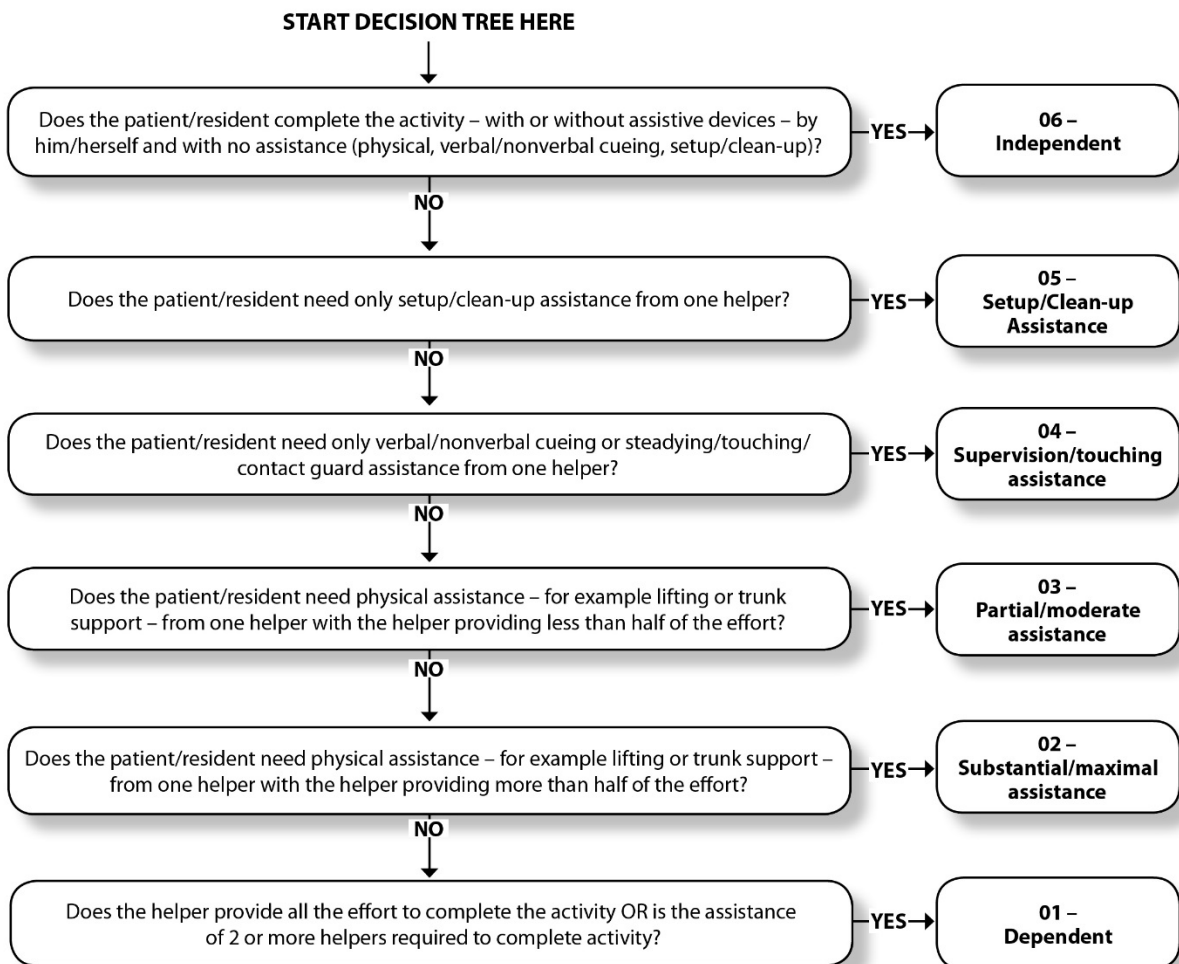 START DECISION TREE HERE
Does the patient/resident complete the activity – with or without assistive devices – by
him/herself and with no assistance (physical, verbal/nonverbal cueing, setup/clean-up)?
YES
06 –
Independent
NO
Does the patient/resident need only setup/clean-up assistance from one helper?
YES
05 –
Setup/Clean-up
Assistance
NO
Does the patient/resident need only verbal/nonverbal cueing or steadying/touching/
contact guard assistance from one helper?
YES
04 –
Supervision/touching
assistance
NO
Does the patient/resident need physical assistance – for example lifting or trunk
support – from one helper with the helper providing less than half of the effort?
YES
03 –
Partial/moderate
assistance
NO
Does the patient/resident need physical assistance – for example lifting or trunk support –
from one helper with the helper providing more than half of the effort?
YES
02 –
Substantial/maximal
assistance
NO
Does the helper provide all the effort to complete the activity OR is the assistance
of 2 or more helpers required to complete activity?
YES
01 –
Dependent